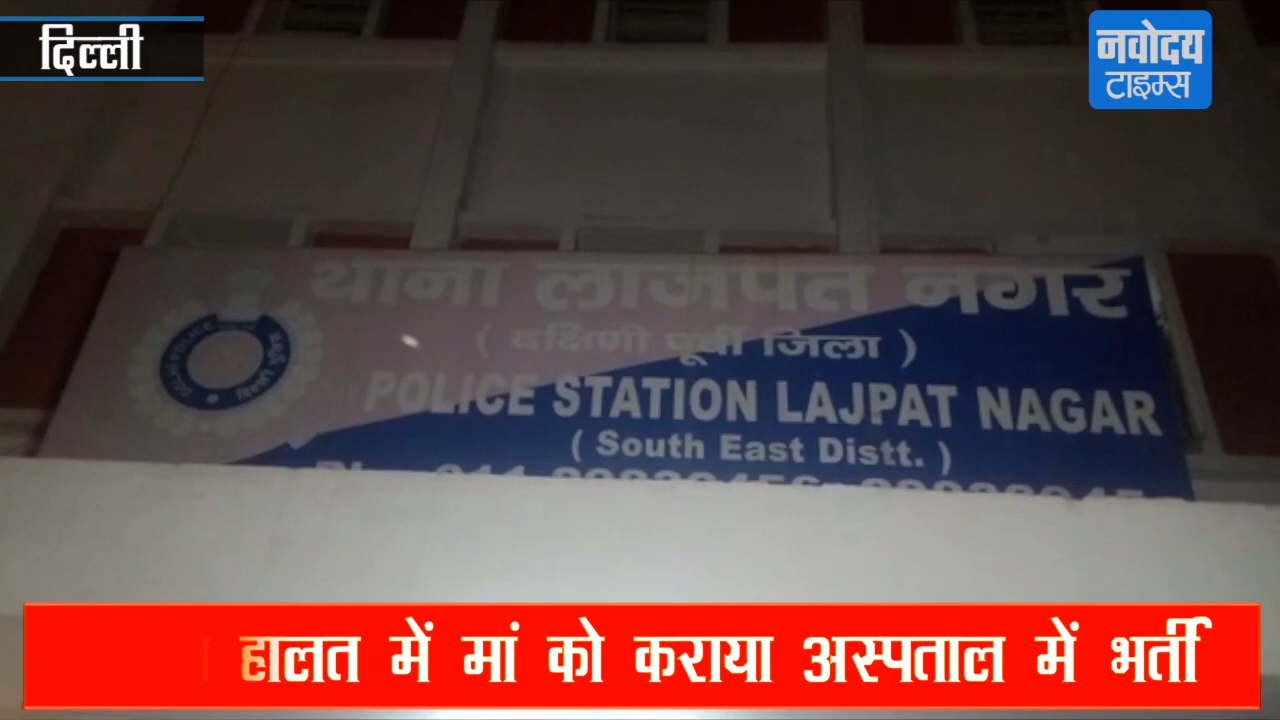 दिल्ली
नवोदय
टाइम्स
थाना लाजपत नगर
( दक्षिणी पूर्वी जिला )
POLICE STATION LAJPAT NAGAR
( South East Distt. )
हालत में मां को कराया अस्पताल में भर्ती